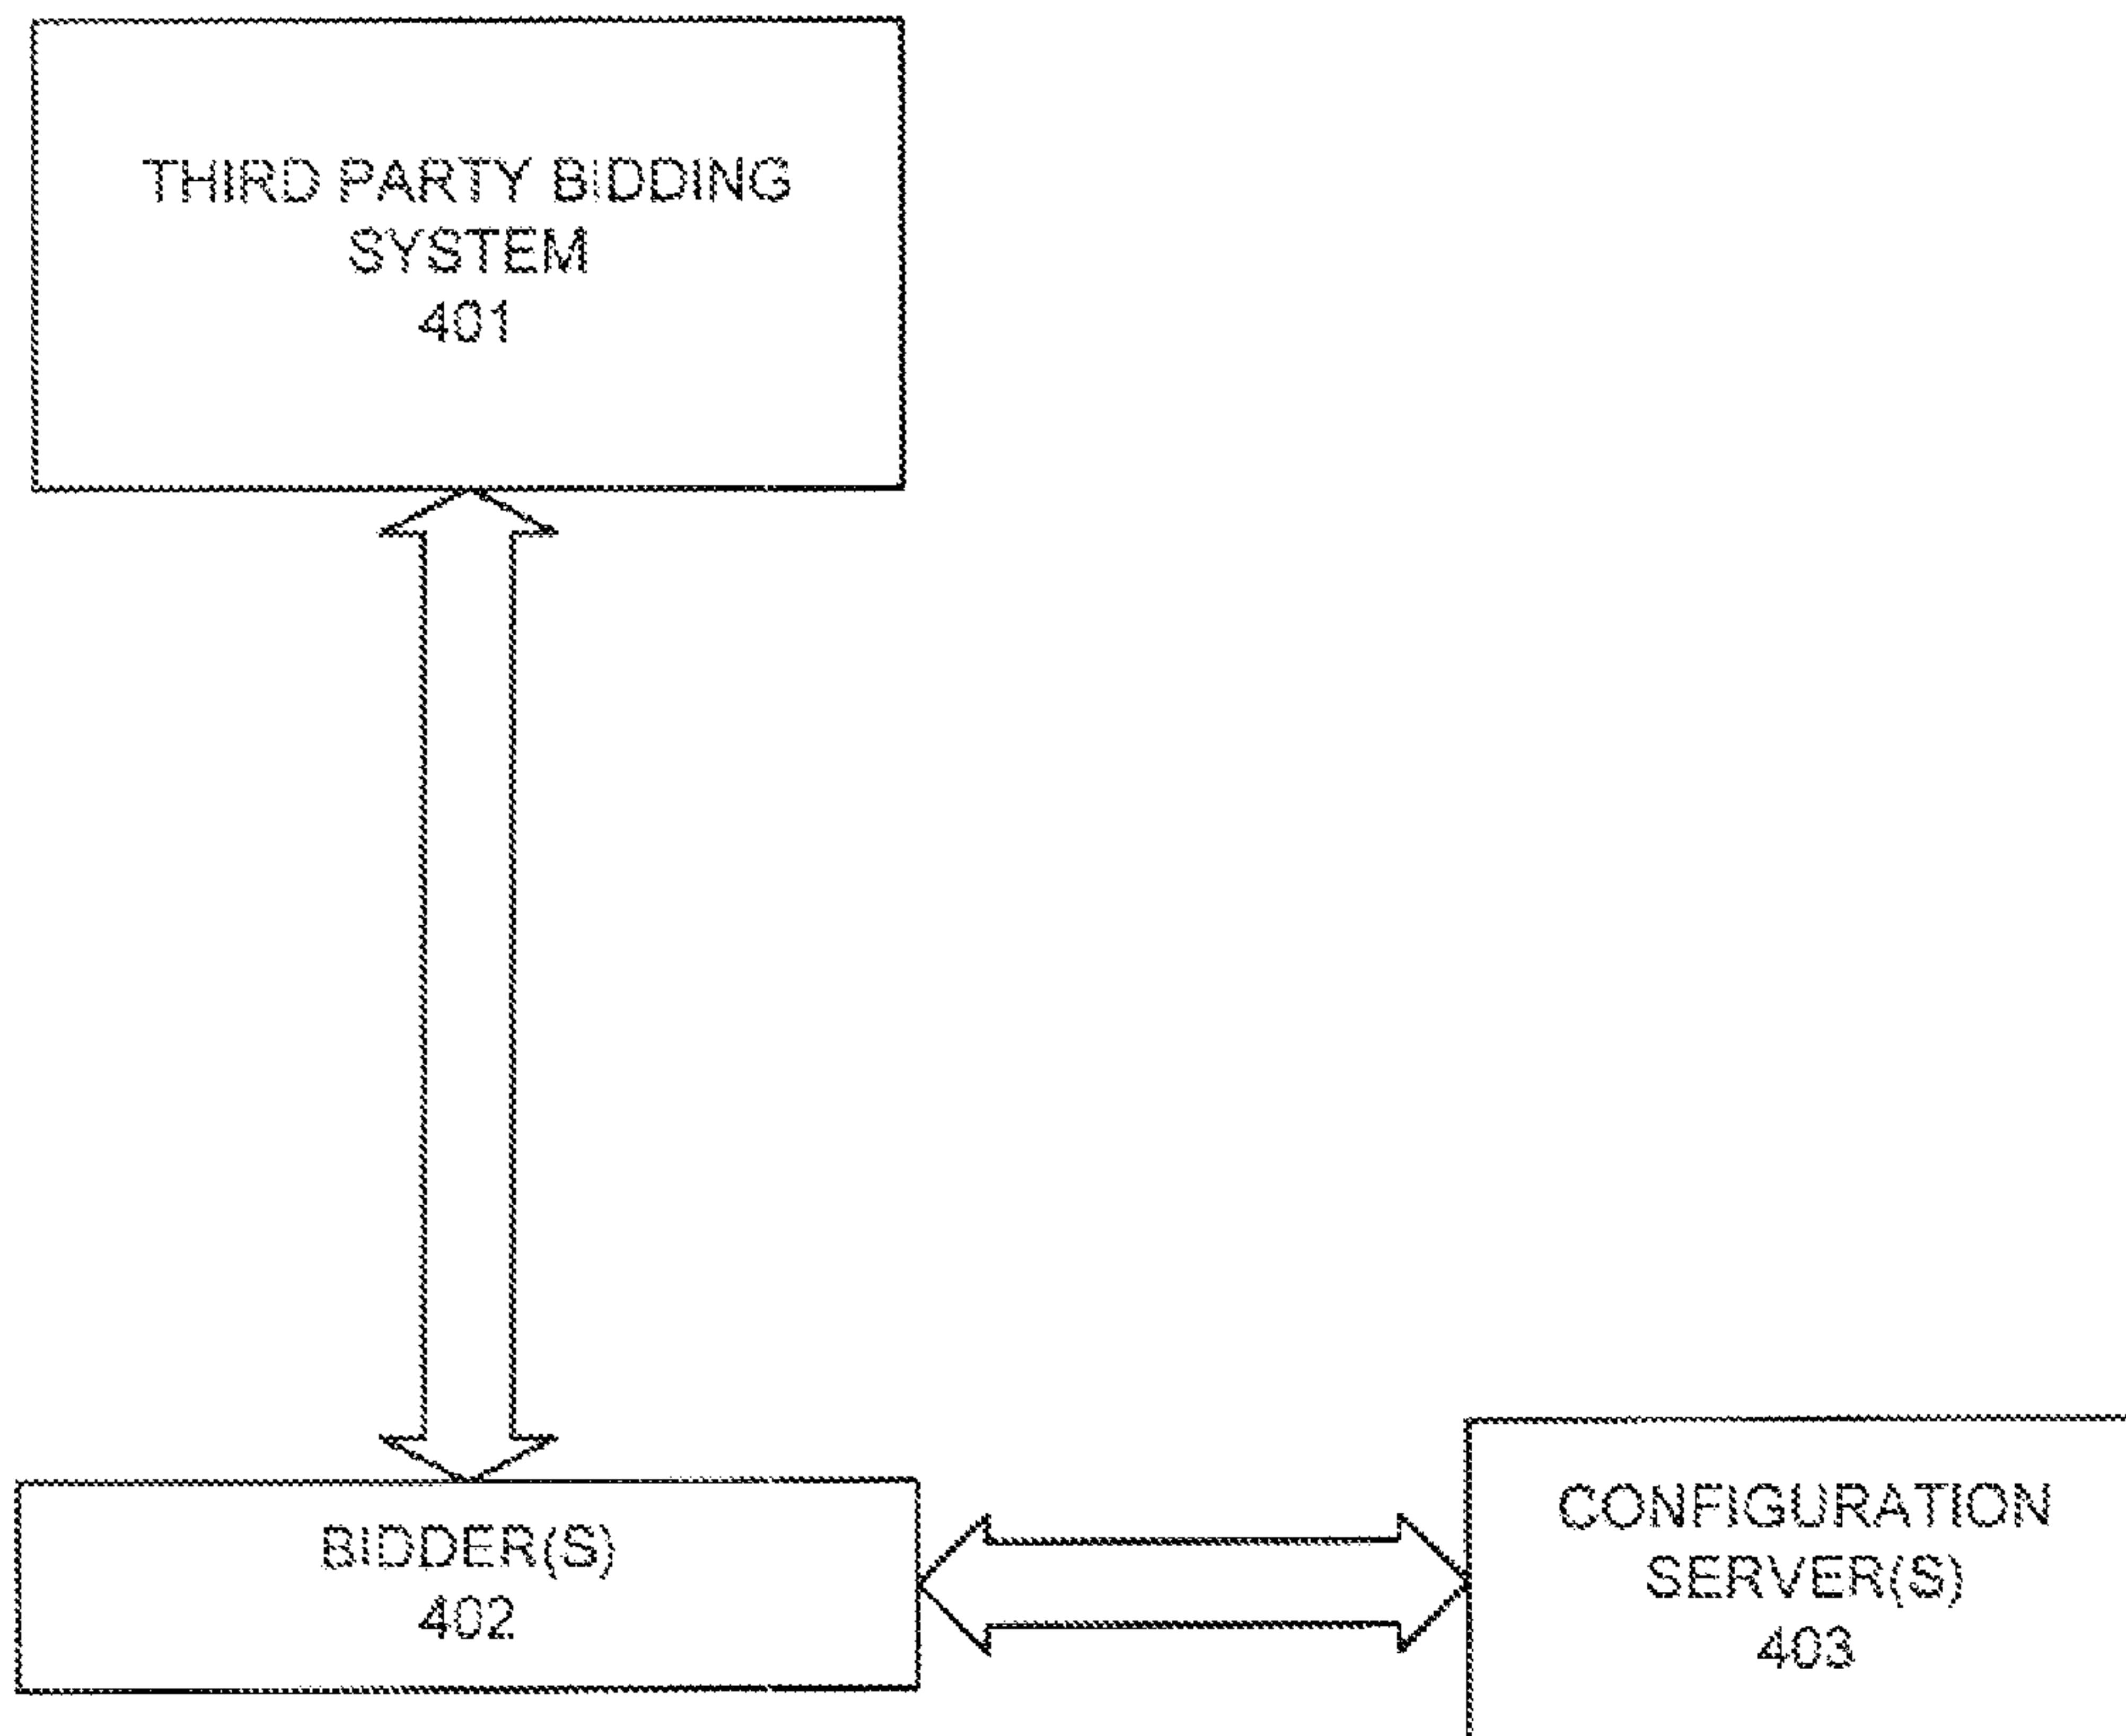 THIRD PARTY BIDDING
SYSTEM
401
BIDDER(S)
402
CONFIGURATION
SERVER(S)
403